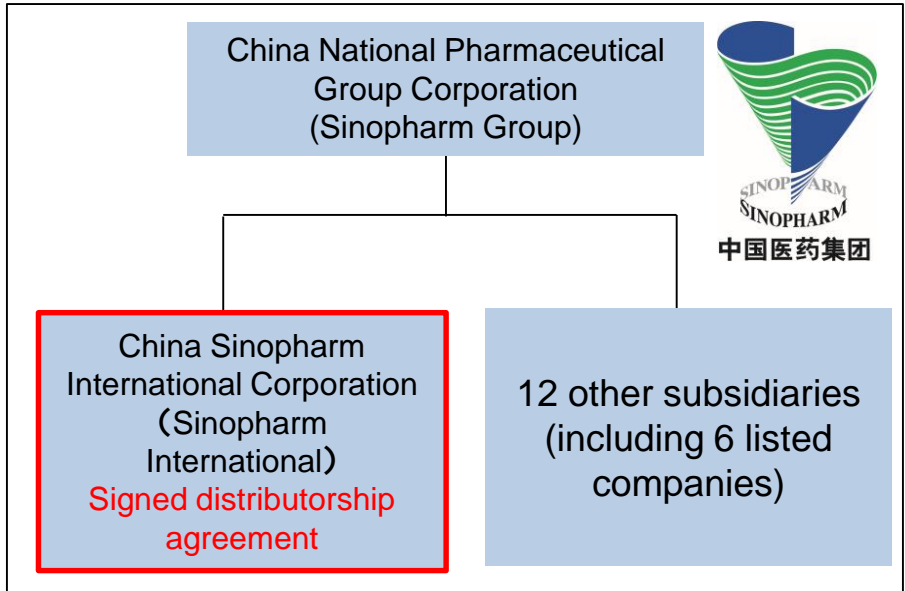 China National Pharmaceutical
Group Corporation
(Sinopharm Group)
SINOPHARM
SINOPHARM
中国医药集团
China Sinopharm
International Corporation
（Sinopharm
International）
Signed distributorship
agreement
12 other subsidiaries
(including 6 listed
companies)